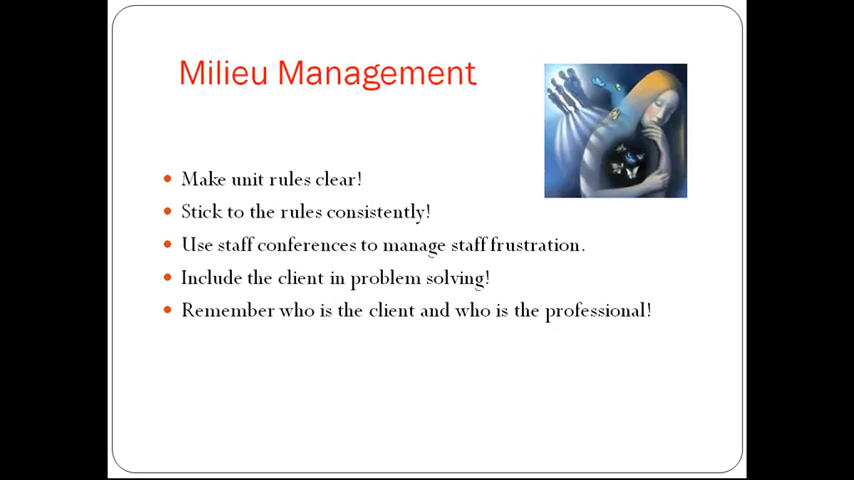 Milieu Management
Make unit rules clear!
Stick to the rules consistently!
Use staff conferences to manage staff frustration.
Include the client in problem solving!
Remember who is the client and who is the professional!